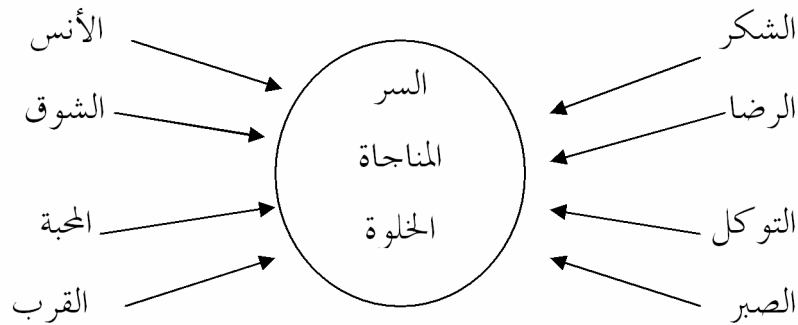 الشكر
الرضا
التوكل
الصبر
السر
المناجاة
الخلوة
الأنس
الشوق
المحبة
القرب